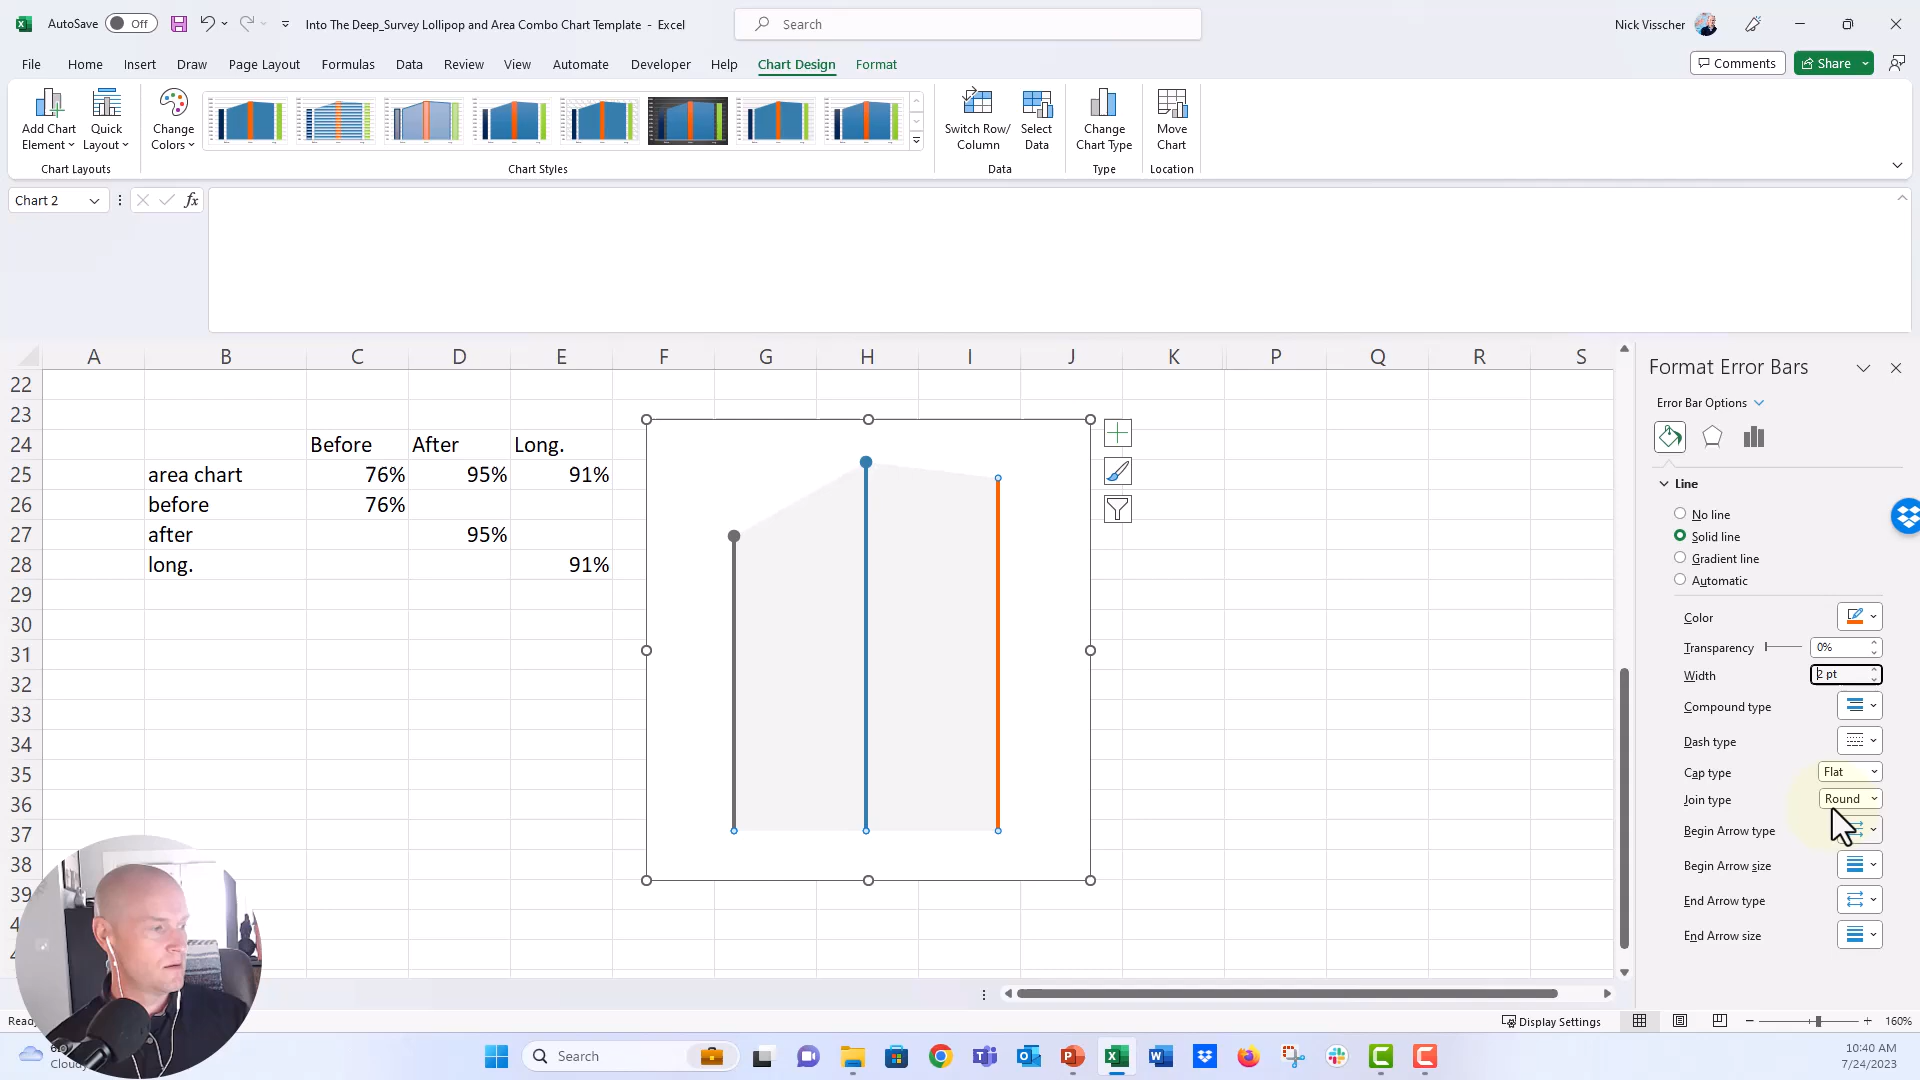 AutoSave Off Into The Deep_Survey Lollipop and Area Combo Chart Template - Excel Search Nick Visscher
File Home Insert Draw Page Layout Formulas Data Review View Automate Developer Help Chart Design Format Comments Share
Add Chart Element
Quick Layout
Chart Layouts
Change Colors
Chart Styles
Switch Row/ Column
Select Data
Data
Change Chart Type
Type
Move Chart
Location
Chart 2 fx
A B C D E F G H I J K P Q R S
22
23
24 Before After Long.
25 area chart 76% 95% 91%
26 before 76%
27 after 95%
28 long. 91%
29
30
31
32
33
34
35
36
37
38
39
Format Error Bars
Error Bar Options
Line
No line
Solid line
Gradient line
Automatic
Color
Transparency 0%
Width 2 pt
Compound type
Dash type
Cap type Flat
Join type Round
Begin Arrow type
Begin Arrow size
End Arrow type
End Arrow size
Display Settings 160%
Cloudy
Search
10:40 AM
7/24/2023